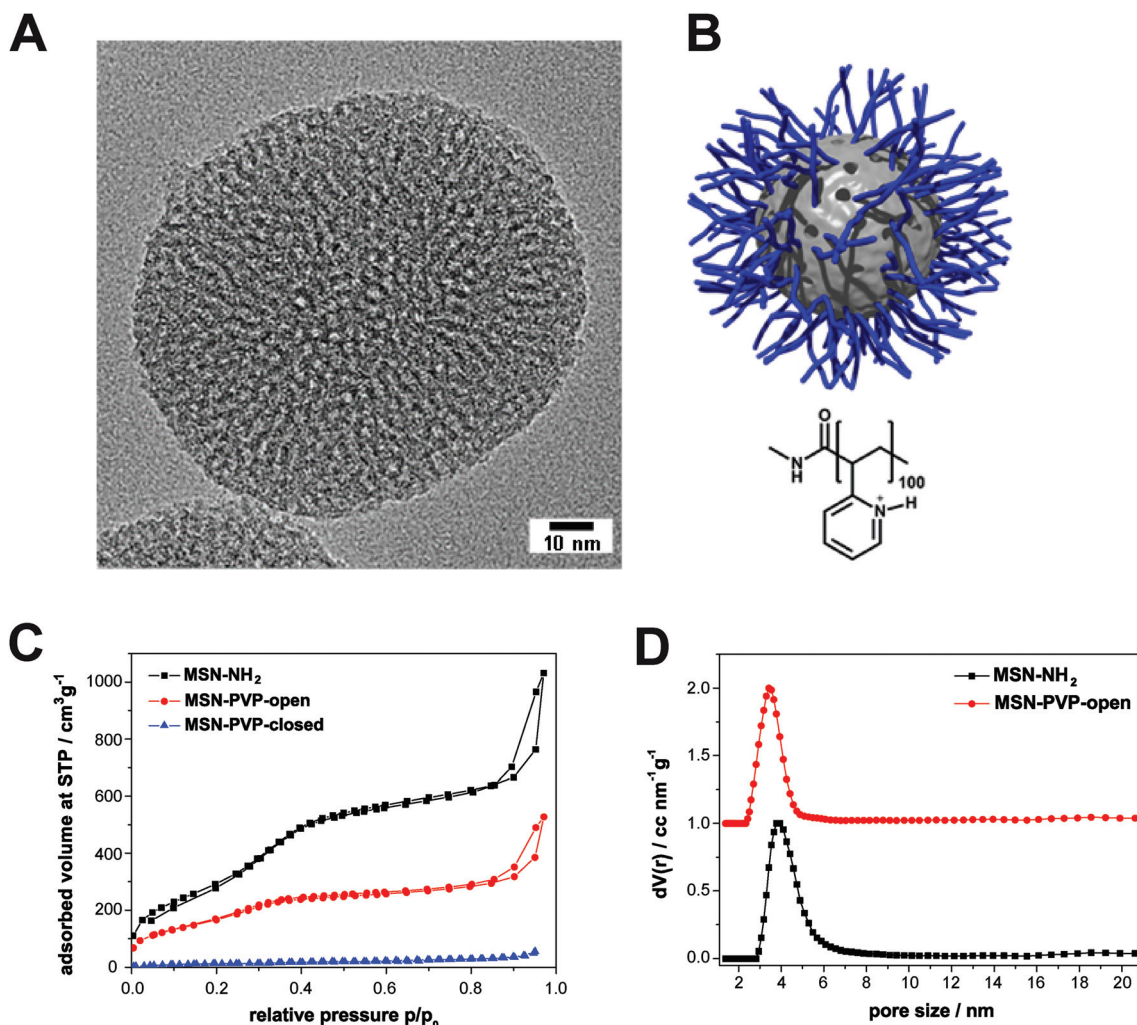 A
B
10 nm
O
N
H
100
N
+
H
C
MSN-NH₂
MSN-PVP-open
MSN-PVP-closed
adsorbed volume at STP / cm³g⁻¹
1000
800
600
400
200
0
0.0 0.2 0.4 0.6 0.8 1.0
relative pressure p/p₀
D
MSN-NH₂
MSN-PVP-open
dV(r) / cc nm⁻¹g⁻¹
2.0
1.5
1.0
0.5
0.0
2 4 6 8 10 12 14 16 18 20
pore size / nm